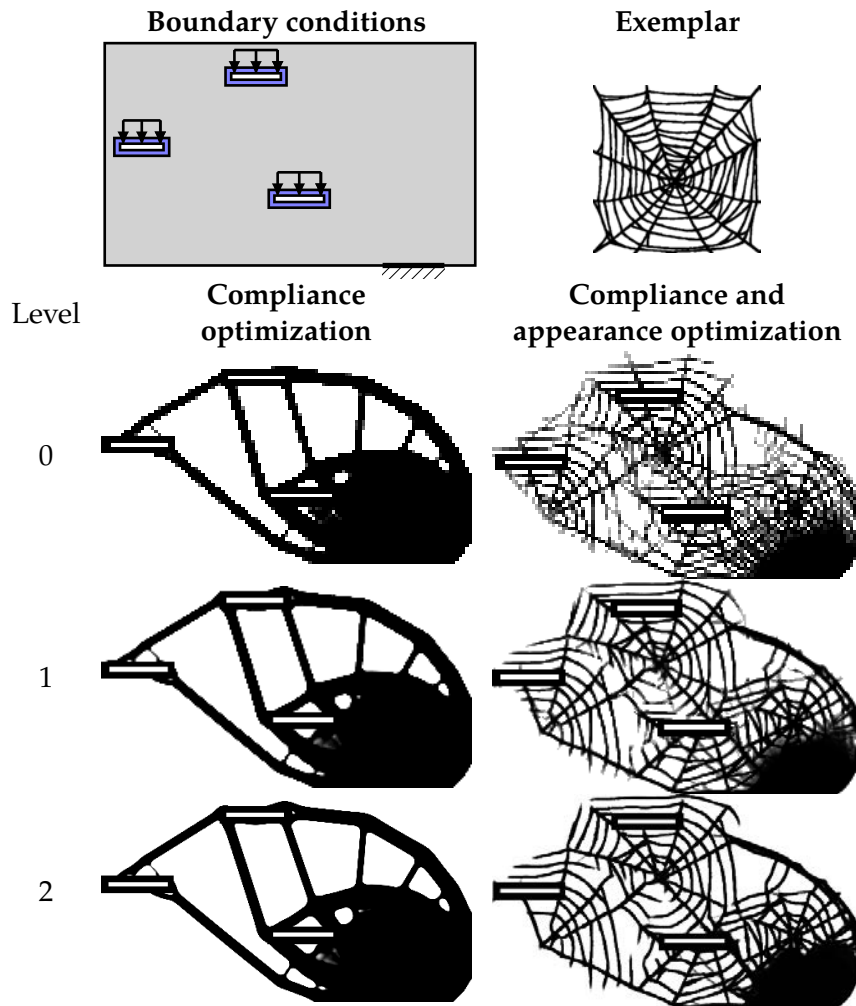 Boundary conditions
Exemplar
Level
Compliance
optimization
Compliance and
appearance optimization
0
1
2